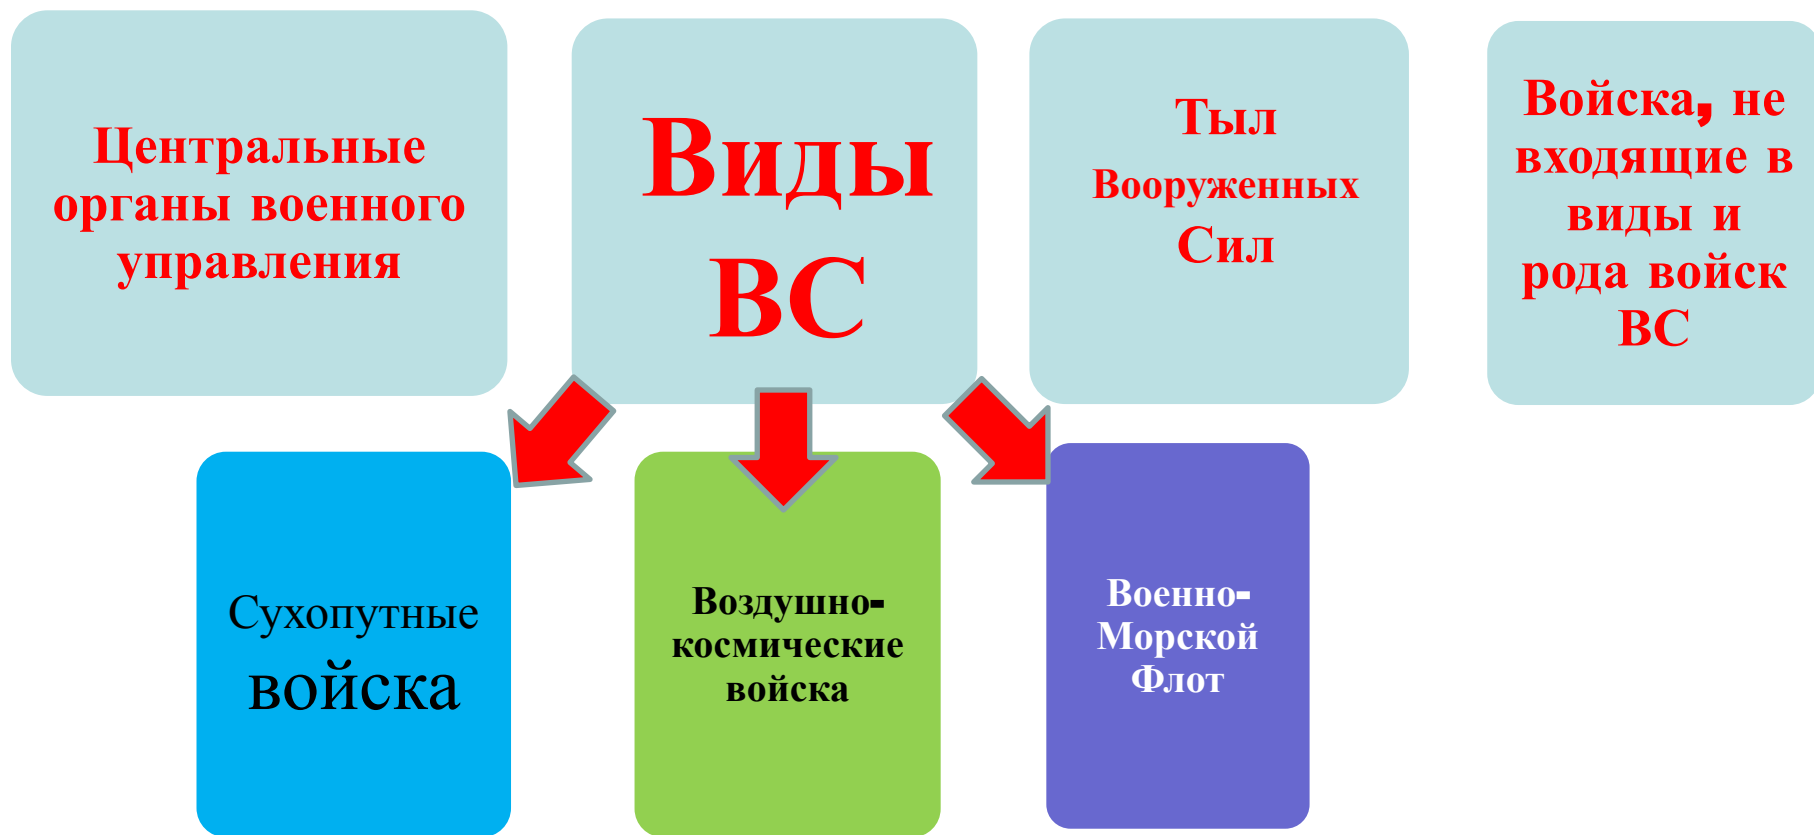 Центральные
органы военного
управления
Виды
ВС
Тыл
Вооруженных
Сил
Войска, не
входящие в
виды и
рода войск
ВС
Сухопутные
войска
Воздушно-
космические
войска
Военно-
Морской
Флот